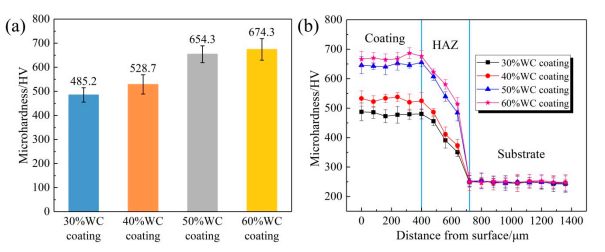 (a)
Microhardness/HV
800
700
600
500
400
300
200
100
0
485.2
528.7
654.3
674.3
30%WC
coating
40%WC
coating
50%WC
coating
60%WC
coating
(b)
Microhardness/HV
800
700
600
500
400
300
200
Coating
HAZ
30%WC coating
40%WC coating
50%WC coating
60%WC coating
Substrate
0 200 400 600 800 1000 1200 1400
Distance from surface/μm